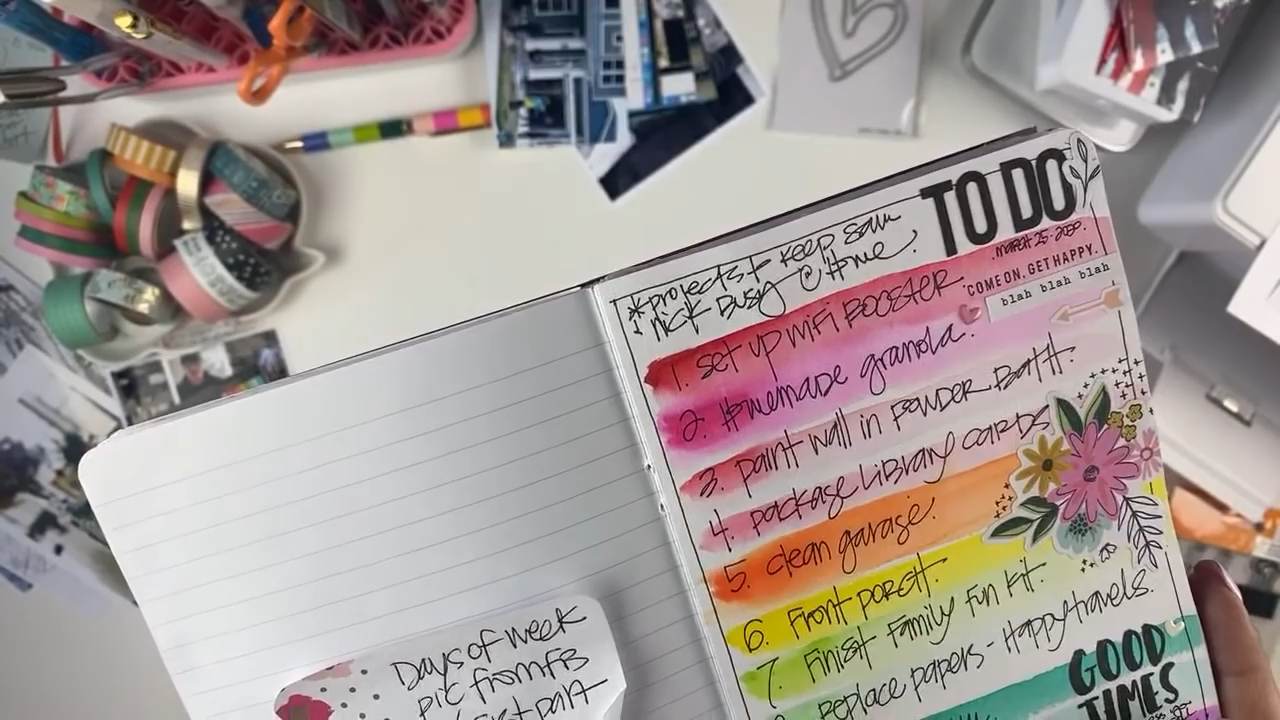 TO DO
*projects to keep sam
+ nick busy @ home!
March 25. 2020.
"COME ON, GET HAPPY.
blah blah blah
1. set up wifi booster.
2. Homemade granola.
3. paint wall in powder Bath.
4. package Library cards
5. clean garage.
6. Front porch.
7. Finish Family Fun Kit.
replace papers - Happy travels.
GOOD
TIMES
Days of week
pic from FB